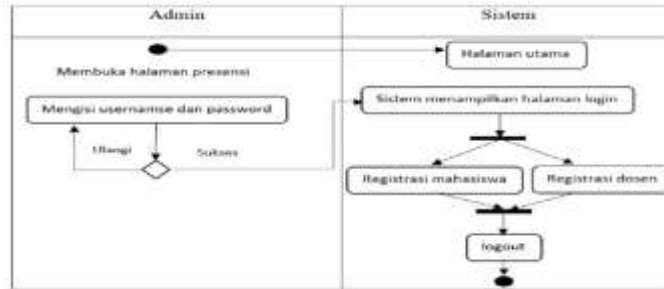 Admin
Sistem
Halaman utama
Membuka halaman presensi
Mengisi usernamse dan password
Sistem menampilkan halaman login
Ulangi
Sukses
Registrasi mahasiswa
Registrasi dosen
logout